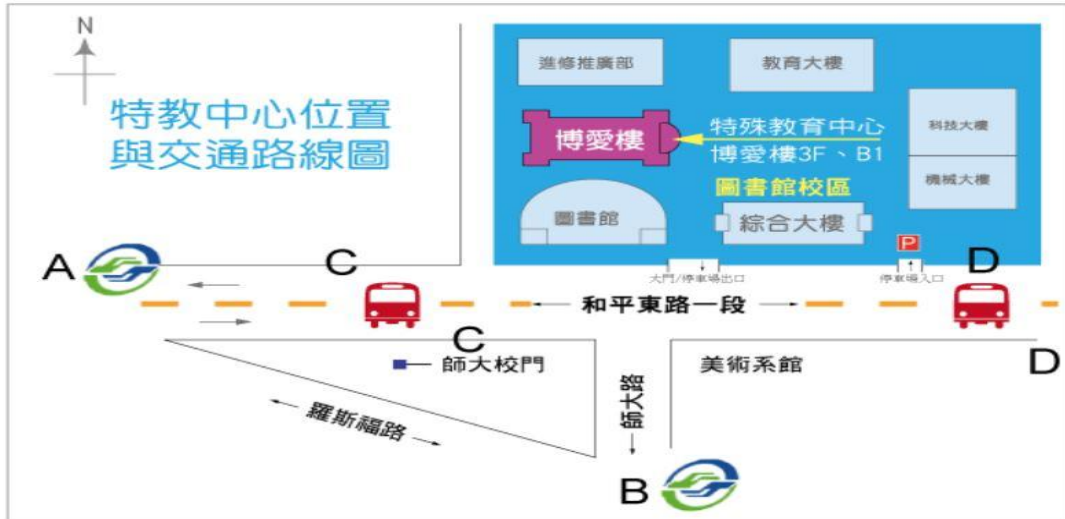 N
特教中心位置
與交通路線圖
進修推廣部
教育大樓
博愛樓
特殊教育中心
博愛樓3F、B1
科技大樓
機械大樓
圖書館校區
圖書館
綜合大樓
P
A
C
大門/停車場出口
停車場入口
D
和平東路一段
C
師大校門
美術系館
D
羅斯福路
師大路
B